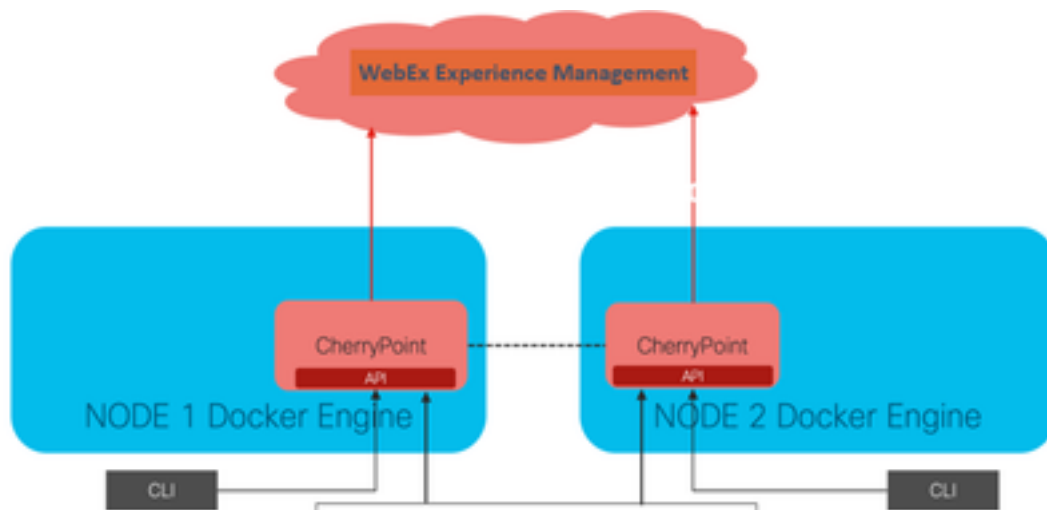 WebEx Experience Management
CherryPoint
API
NODE 1 Docker Engine
CherryPoint
API
NODE 2 Docker Engine
CLI
CLI